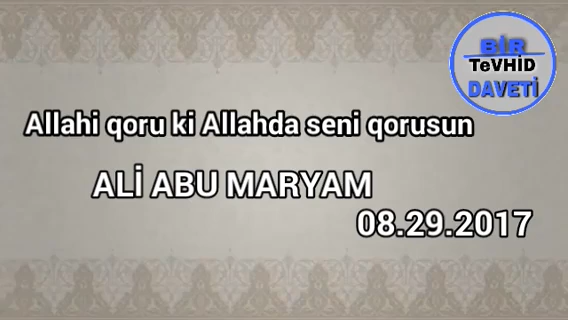 BİR
TeVHİD
DAVETİ
Allahi qoru ki Allahda seni qorusun
ALİ ABU MARYAM
08.29.2017